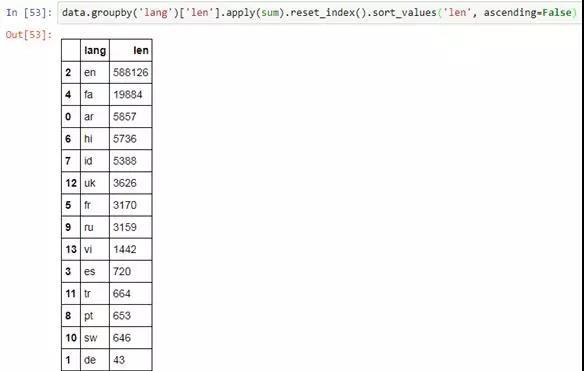 In [53]: data.groupby('lang')['len'].apply(sum).reset_index().sort_values('len', ascending=False)
Out[53]:
lang len
2 en 588126
4 fa 19884
0 ar 5857
6 hi 5736
7 id 5388
12 uk 3626
5 fr 3170
9 ru 3159
13 vi 1442
3 es 720
11 tr 664
8 pt 653
10 sw 646
1 de 43